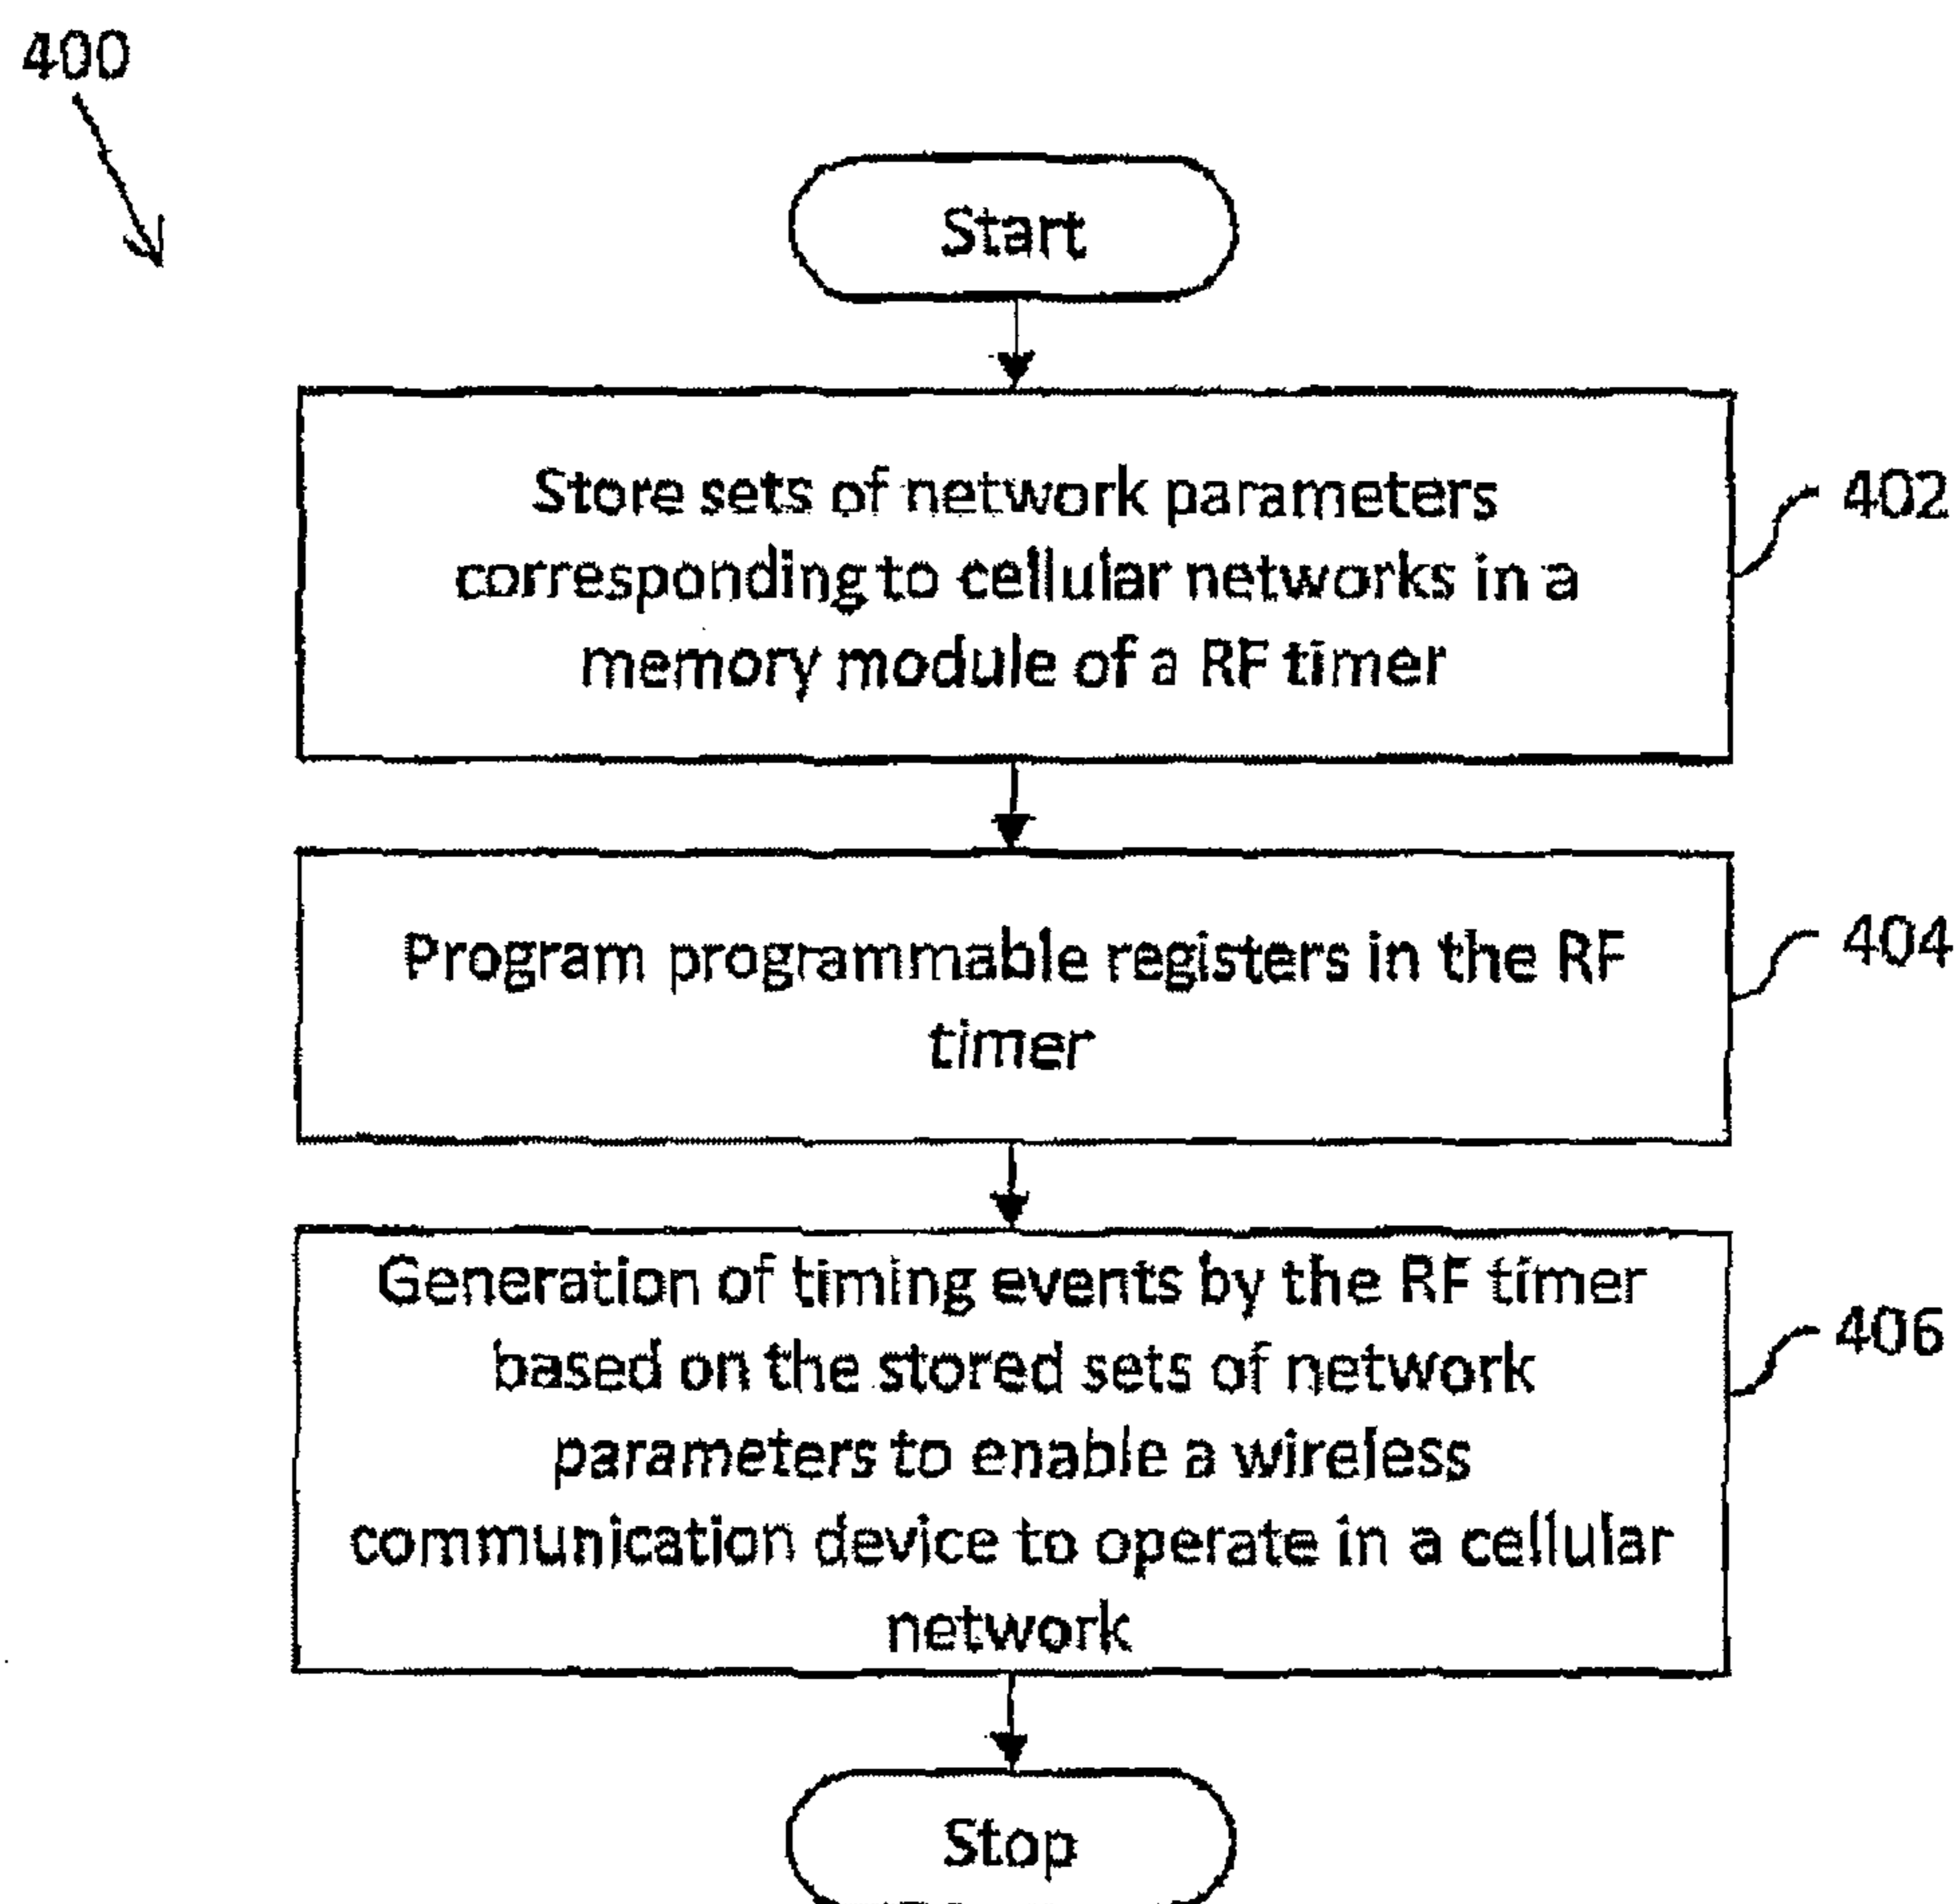 400
Start
Store sets of network parameters
corresponding to cellular networks in a
memory module of a RF timer
402
Program programmable registers in the RF
timer
404
Generation of timing events by the RF timer
based on the stored sets of network
parameters to enable a wireless
communication device to operate in a cellular
network
406
Stop